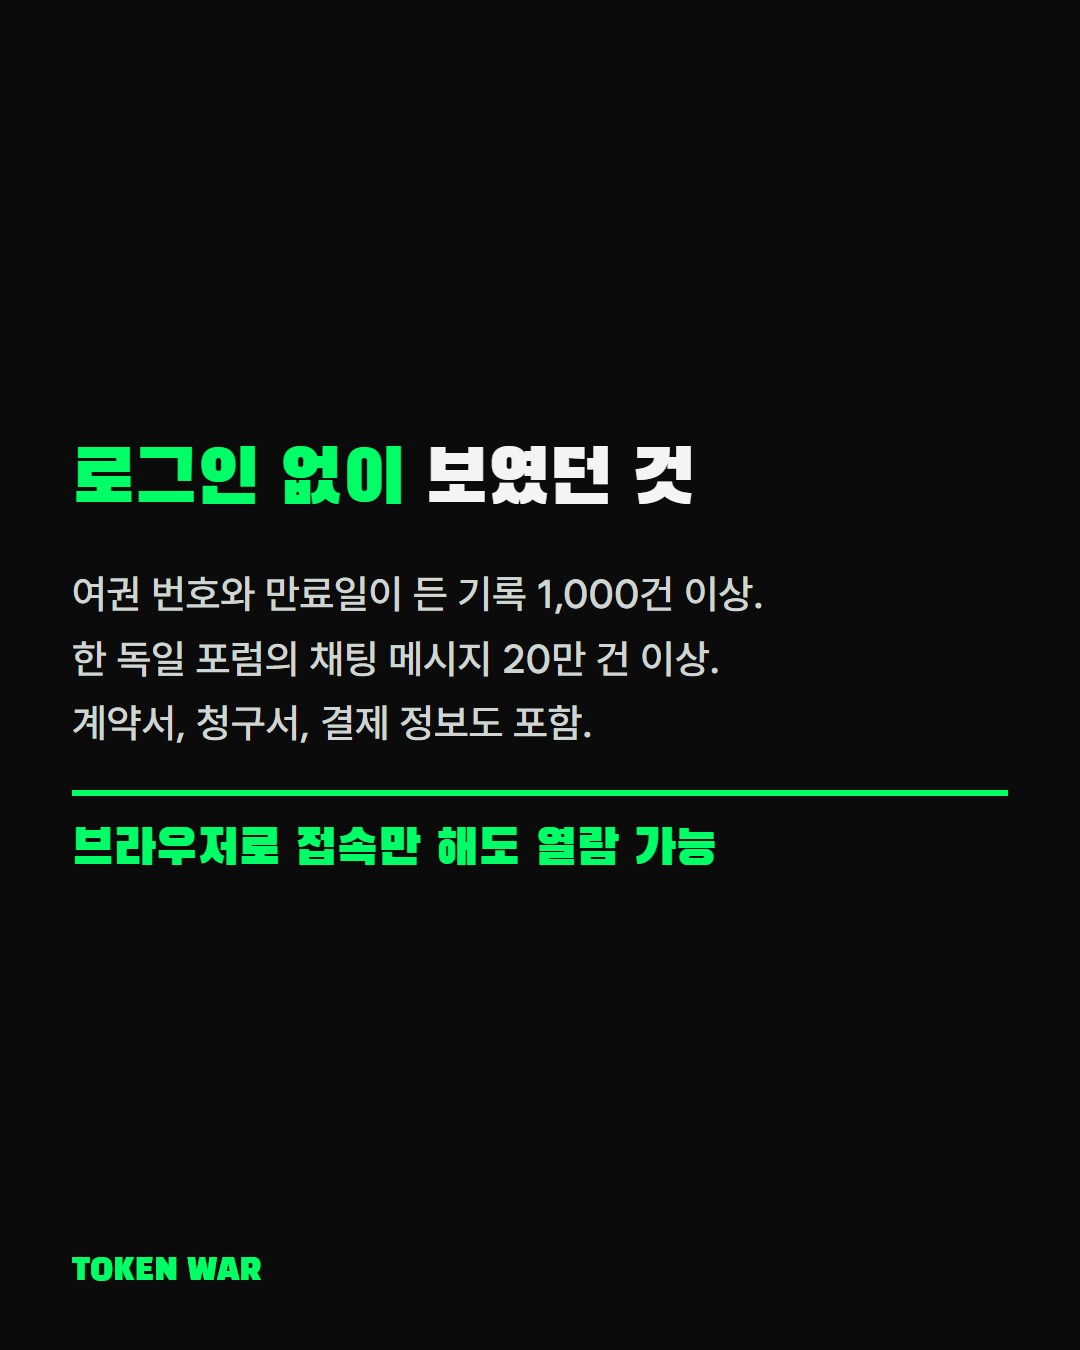 로그인 없이 보였던 것
여권 번호와 만료일이 든 기록 1,000건 이상.
한 독일 포럼의 채팅 메시지 20만 건 이상.
계약서, 청구서, 결제 정보도 포함.
브라우저로 접속만 해도 열람 가능
TOKEN WAR